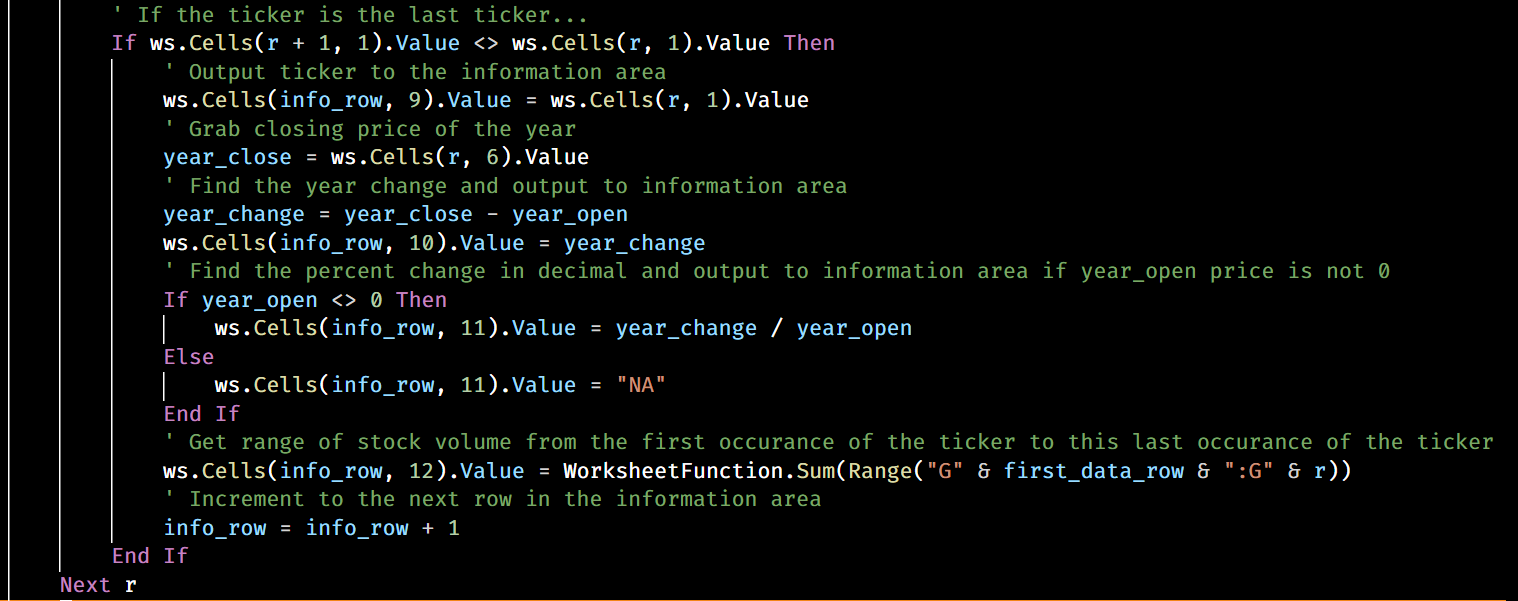 ' If the ticker is the last ticker...
If ws.Cells(r + 1, 1).Value <> ws.Cells(r, 1).Value Then
' Output ticker to the information area
ws.Cells(info_row, 9).Value = ws.Cells(r, 1).Value
' Grab closing price of the year
year_close = ws.Cells(r, 6).Value
' Find the year change and output to information area
year_change = year_close - year_open
ws.Cells(info_row, 10).Value = year_change
' Find the percent change in decimal and output to information area if year_open price is not 0
If year_open <> 0 Then
ws.Cells(info_row, 11).Value = year_change / year_open
Else
ws.Cells(info_row, 11).Value = "NA"
End If
' Get range of stock volume from the first occurance of the ticker to this last occurance of the ticker
ws.Cells(info_row, 12).Value = WorksheetFunction.Sum(Range("G" & first_data_row & ":G" & r))
' Increment to the next row in the information area
info_row = info_row + 1
End If
Next r